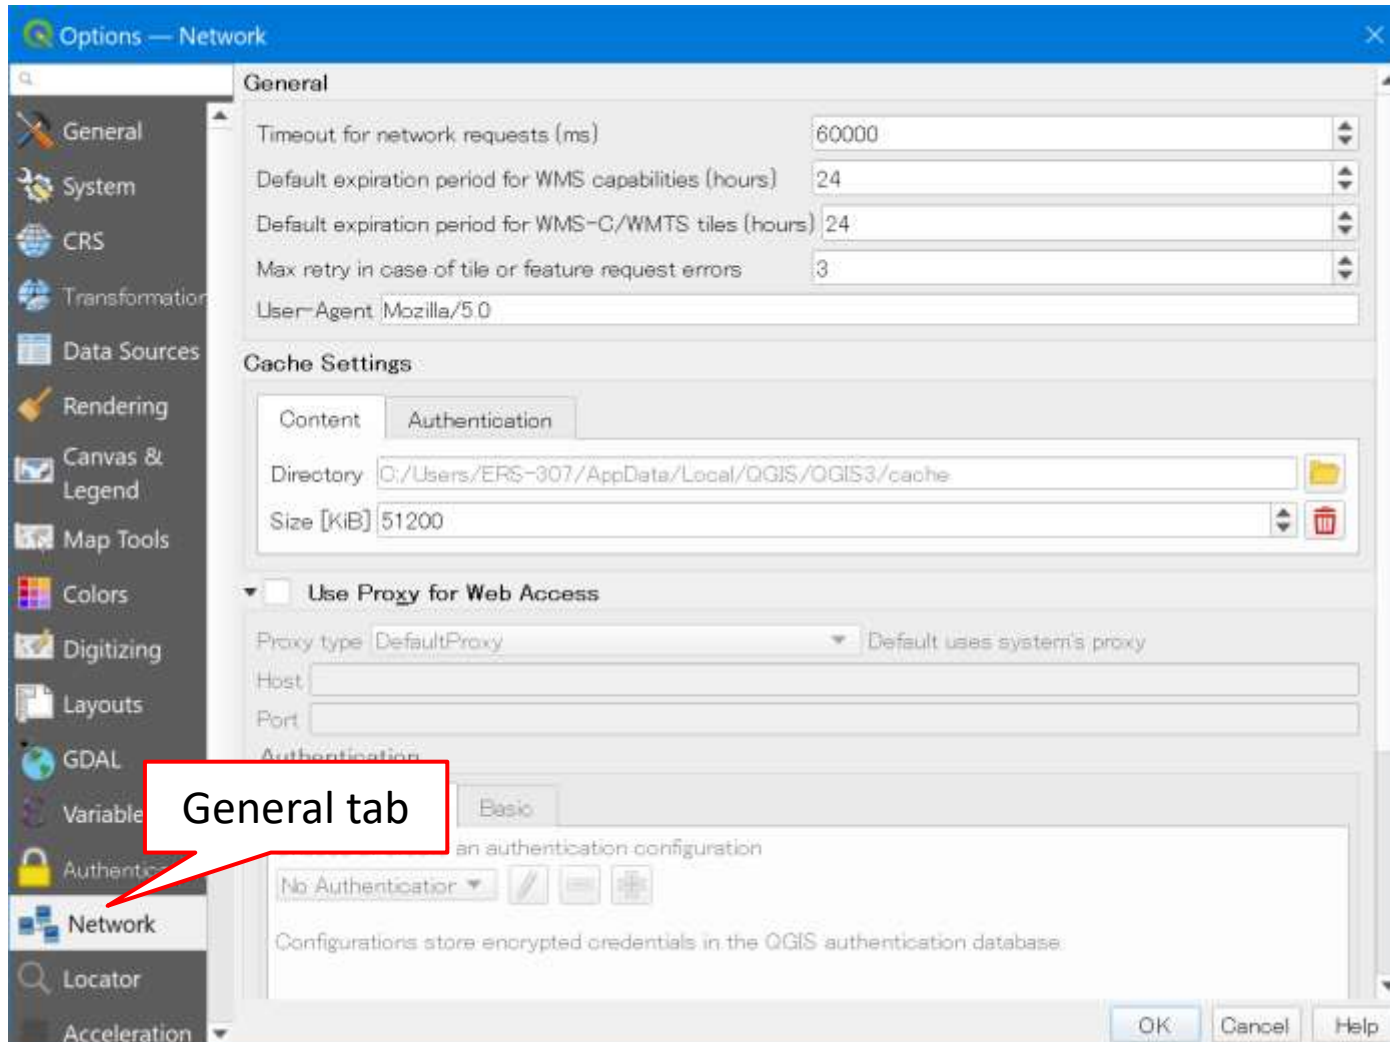 Options — Network
General
General
Timeout for network requests (ms) 60000
System
Default expiration period for WMS capabilities (hours) 24
CRS
Default expiration period for WMS-C/WMTS tiles (hours) 24
Max retry in case of tile or feature request errors 3
Transformation
User-Agent Mozilla/5.0
Data Sources
Cache Settings
Rendering
Content Authentication
Canvas &
Legend
Directory C:/Users/ERS-307/AppData/Local/QGIS/QGIS3/cache
Size [KiB] 51200
Map Tools
Colors
Use Proxy for Web Access
Digitizing
Proxy type DefaultProxy Default uses system's proxy
Host
Layouts
Port
GDAL
Authentication
Variable
General tab
Basic
an authentication configuration
Authentic
No Authentication
Network
Configurations store encrypted credentials in the QGIS authentication database.
Locator
Acceleration
OK Cancel Help